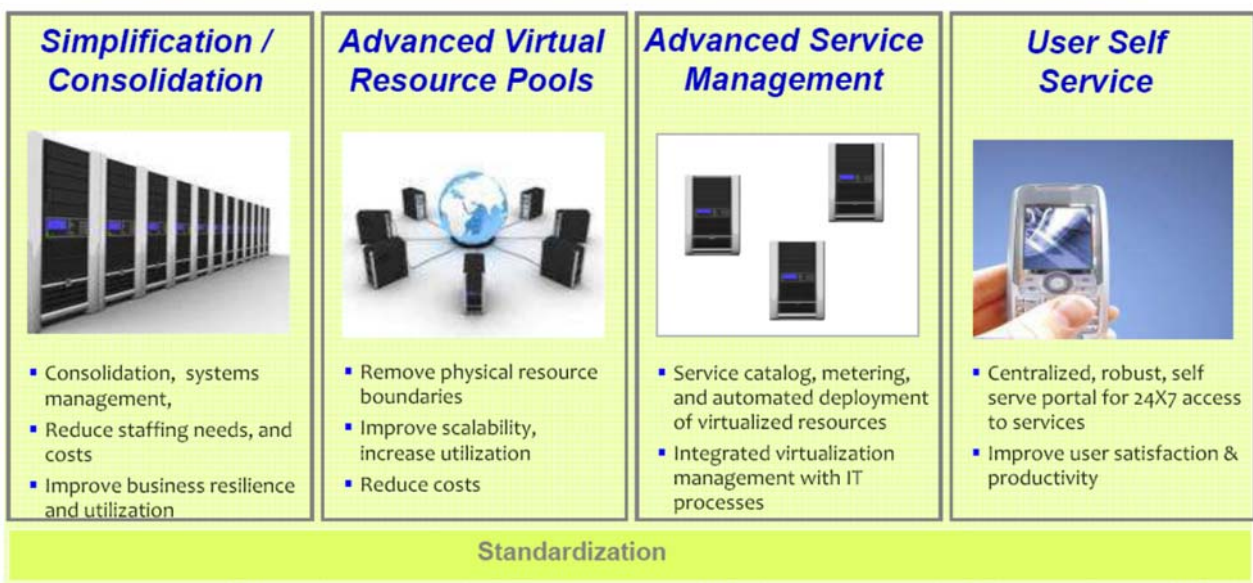 Simplification /
Consolidation
▪ Consolidation, systems
management,
▪ Reduce staffing needs, and
costs
▪ Improve business resilience
and utilization
Advanced Virtual
Resource Pools
▪ Remove physical resource
boundaries
▪ Improve scalability,
increase utilization
▪ Reduce costs
Advanced Service
Management
▪ Service catalog, metering,
and automated deployment
of virtualized resources
▪ Integrated virtualization
management with IT
processes
User Self
Service
▪ Centralized, robust, self
serve portal for 24X7 access
to services
▪ Improve user satisfaction &
productivity
Standardization